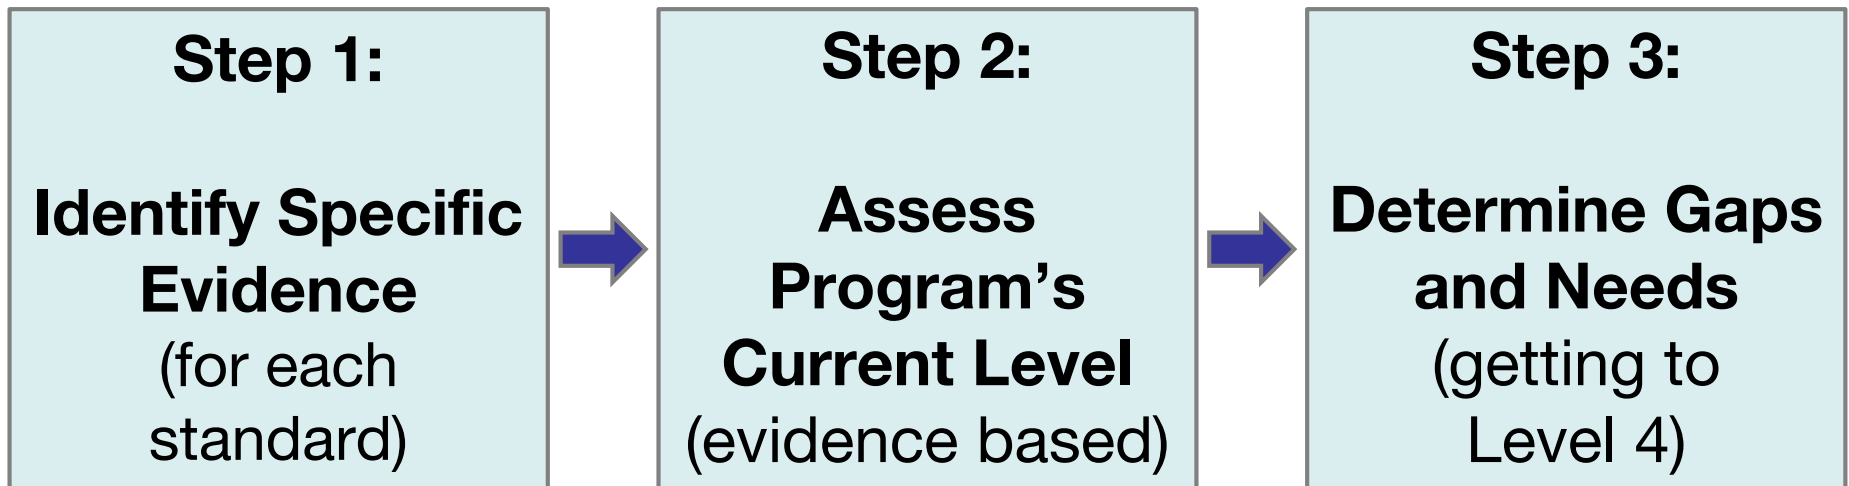 Step 1:
Identify Specific
Evidence
(for each
standard)
Step 2:
Assess
Program’s
Current Level
(evidence based)
Step 3:
Determine Gaps
and Needs
(getting to
Level 4)